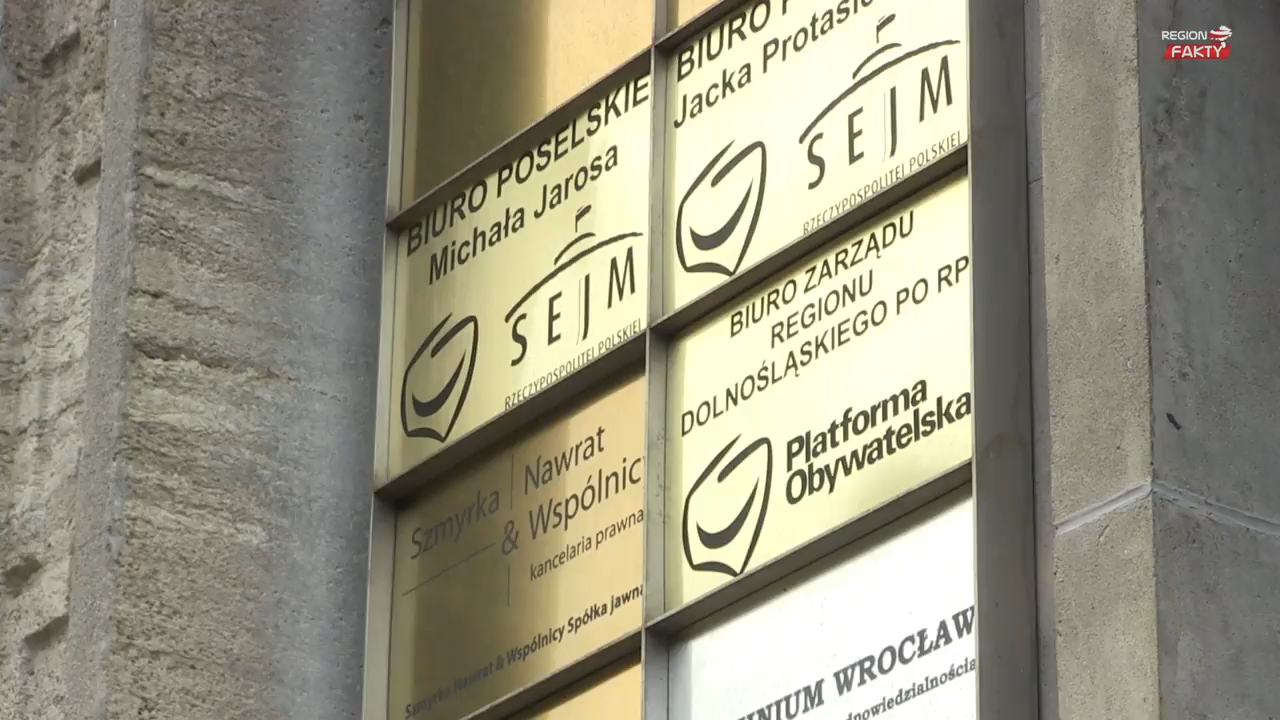 REGION
FAKTY
BIURO
Jacka
SEJM
RZECZYPOSPOLITEJ POLSKIEJ
BIURO POSELSKIE
Michała Jarosa
SEJM
RZECZYPOSPOLITEJ POLSKIEJ
BIURO ZARZĄDU
REGIONU
DOLNOŚLĄSKIEGO PO RP
Platforma
Obywatelska
Szmyrka Nawrat
& Wspólnicy
kancelaria prawna
Szmyrka Nawrat & Wspólnicy Spółka jawna
WROCŁAW